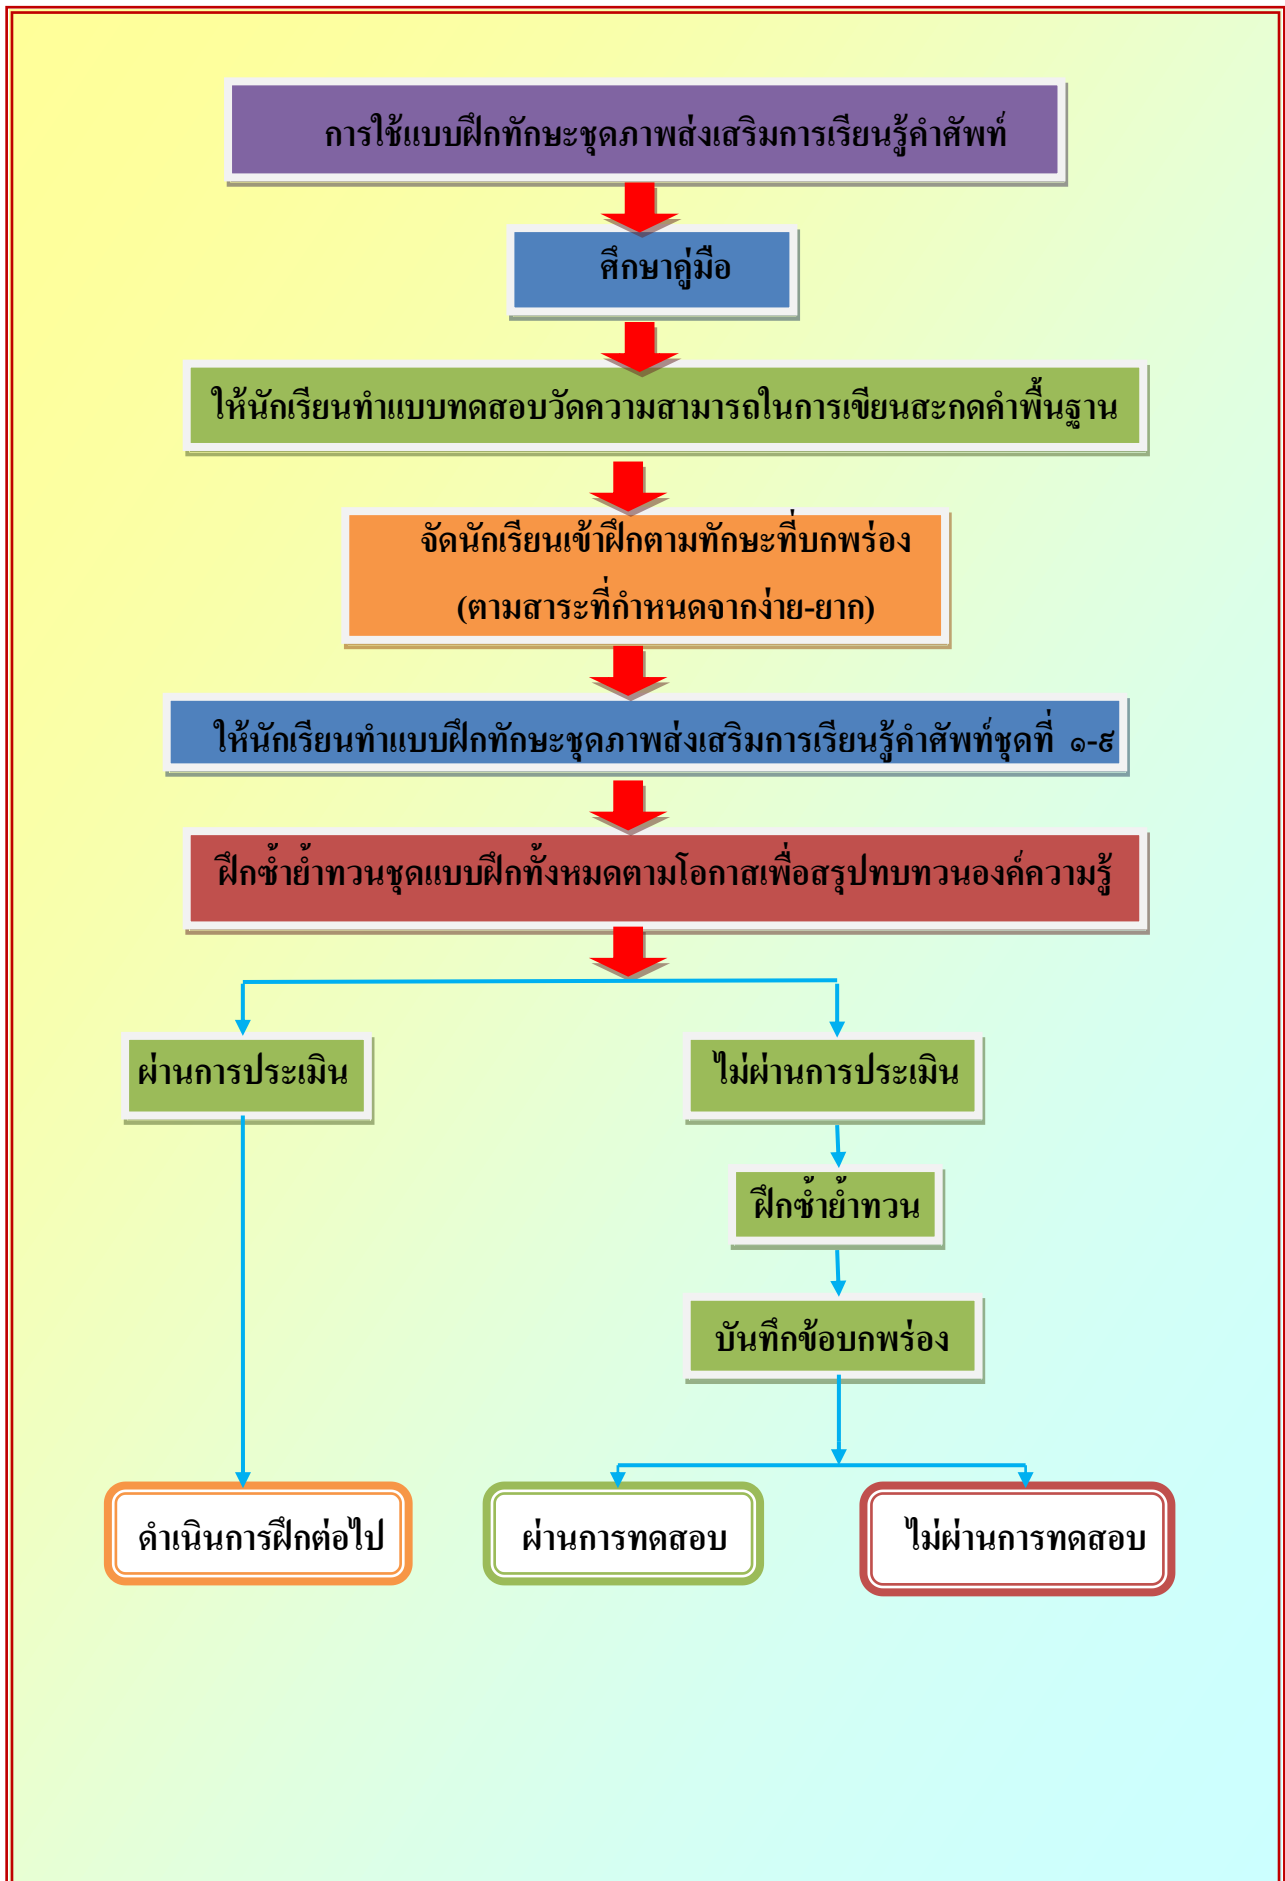 การใช้แบบฝึกทักษะชุดภาพส่งเสริมการเรียนรู้คำศัพท์
ศึกษาคู่มือ
ให้นักเรียนทำแบบทดสอบวัดความสามารถในการเขียนสะกดคำพื้นฐาน
จัดนักเรียนเข้าฝึกตามทักษะที่บกพร่อง
(ตามสาระที่กำหนดจากง่าย-ยาก)
ให้นักเรียนทำแบบฝึกทักษะชุดภาพส่งเสริมการเรียนรู้คำศัพท์ชุดที่ ๑-๙
ฝึกซ้ำย้ำทวนชุดแบบฝึกทั้งหมดตามโอกาสเพื่อสรุปทบทวนองค์ความรู้
ผ่านการประเมิน
ไม่ผ่านการประเมิน
ฝึกซ้ำย้ำทวน
บันทึกข้อบกพร่อง
ดำเนินการฝึกต่อไป
ผ่านการทดสอบ
ไม่ผ่านการทดสอบ